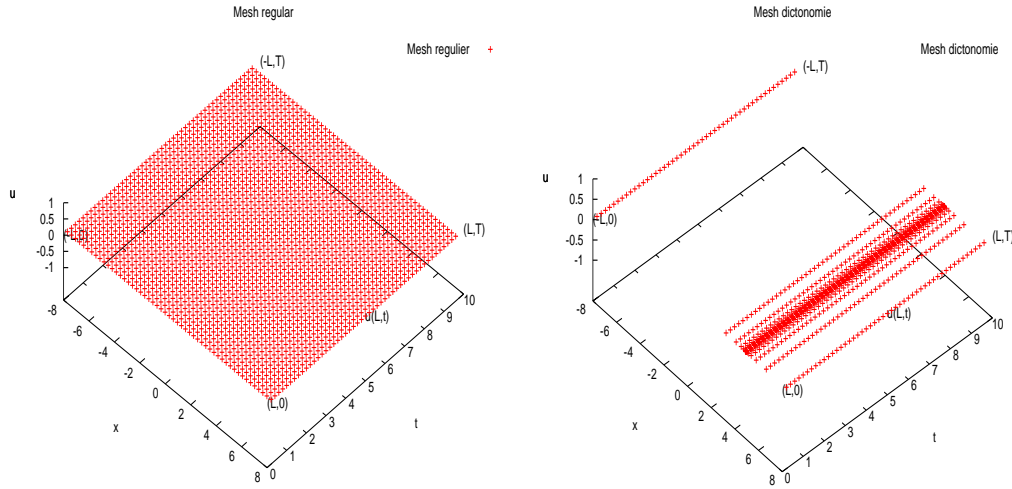 Mesh regular
Mesh regulier
(-L,T)
u
1
0.5
0
-0.5
-1
(-L,0)
(L,T)
u(L,t)
(L,0)
-8
-6
-4
-2
0
2
4
6
8
x
0
1
2
3
4
5
6
7
8
9
10
t
Mesh dictonomie
Mesh dictonomie
(-L,T)
u
1
0.5
0
-0.5
-1
(-L,0)
(L,T)
u(L,t)
(L,0)
-8
-6
-4
-2
0
2
4
6
8
x
0
1
2
3
4
5
6
7
8
9
10
t